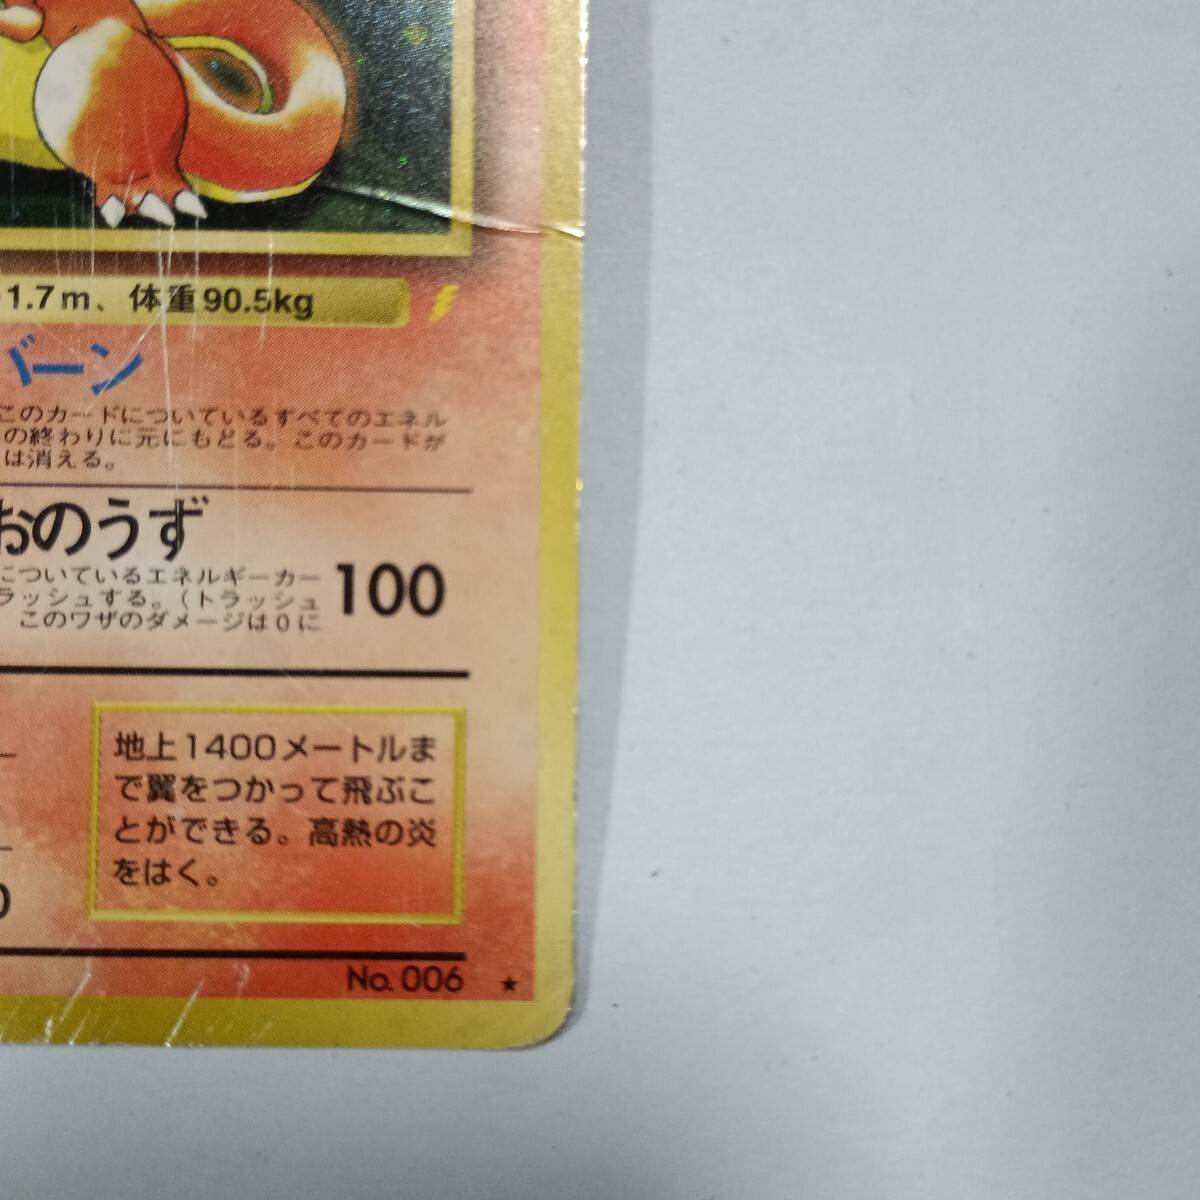 1.7m、体重90.5kg
バーン
このカードについているすべてのエネル
の終わりに元にもどる。このカードが
は消える。
おのうず
についているエネルギーカー
ラッシュする。(トラッシュ
このワザのダメージは0に
100
地上1400メートルま
で翼をつかって飛ぶこ
とができる。高熱の炎
をはく。
0
No.006 ★